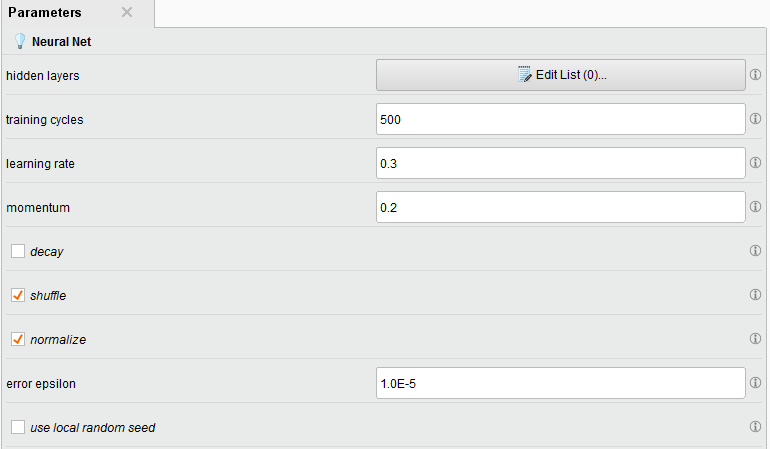 Parameters
Neural Net
hidden layers Edit List (0)...
training cycles 500
learning rate 0.3
momentum 0.2
decay
shuffle
normalize
error epsilon 1.0E-5
use local random seed